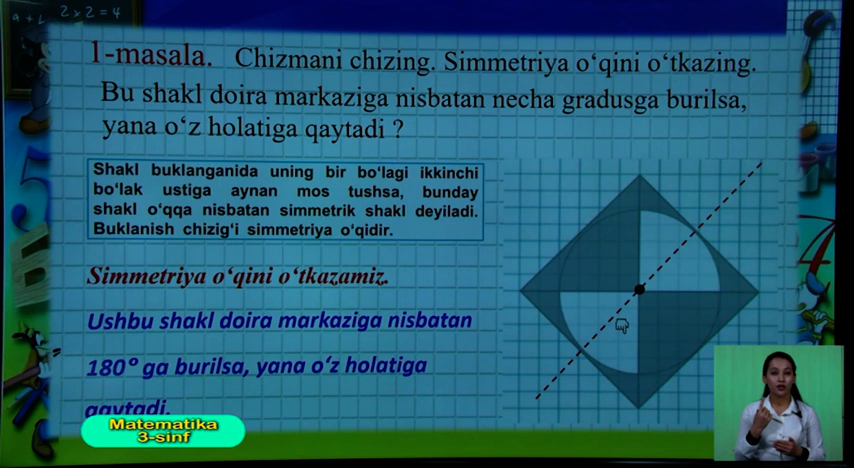 2 x 2 = 4
1-masala. Chizmani chizing. Simmetriya o‘qini o‘tkazing.
Bu shakl doira markaziga nisbatan necha gradusga burilsa,
yana o‘z holatiga qaytadi ?
Shakl buklanganida uning bir bo‘lagi ikkinchi
bo‘lak ustiga aynan mos tushsa, bunday
shakl o‘qqa nisbatan simmetrik shakl deyiladi.
Buklanish chizig‘i simmetriya o‘qidir.
Simmetriya o‘qini o‘tkazamiz.
Ushbu shakl doira markaziga nisbatan
180° ga burilsa, yana o‘z holatiga
qaytadi.
Matematika
3-sinf